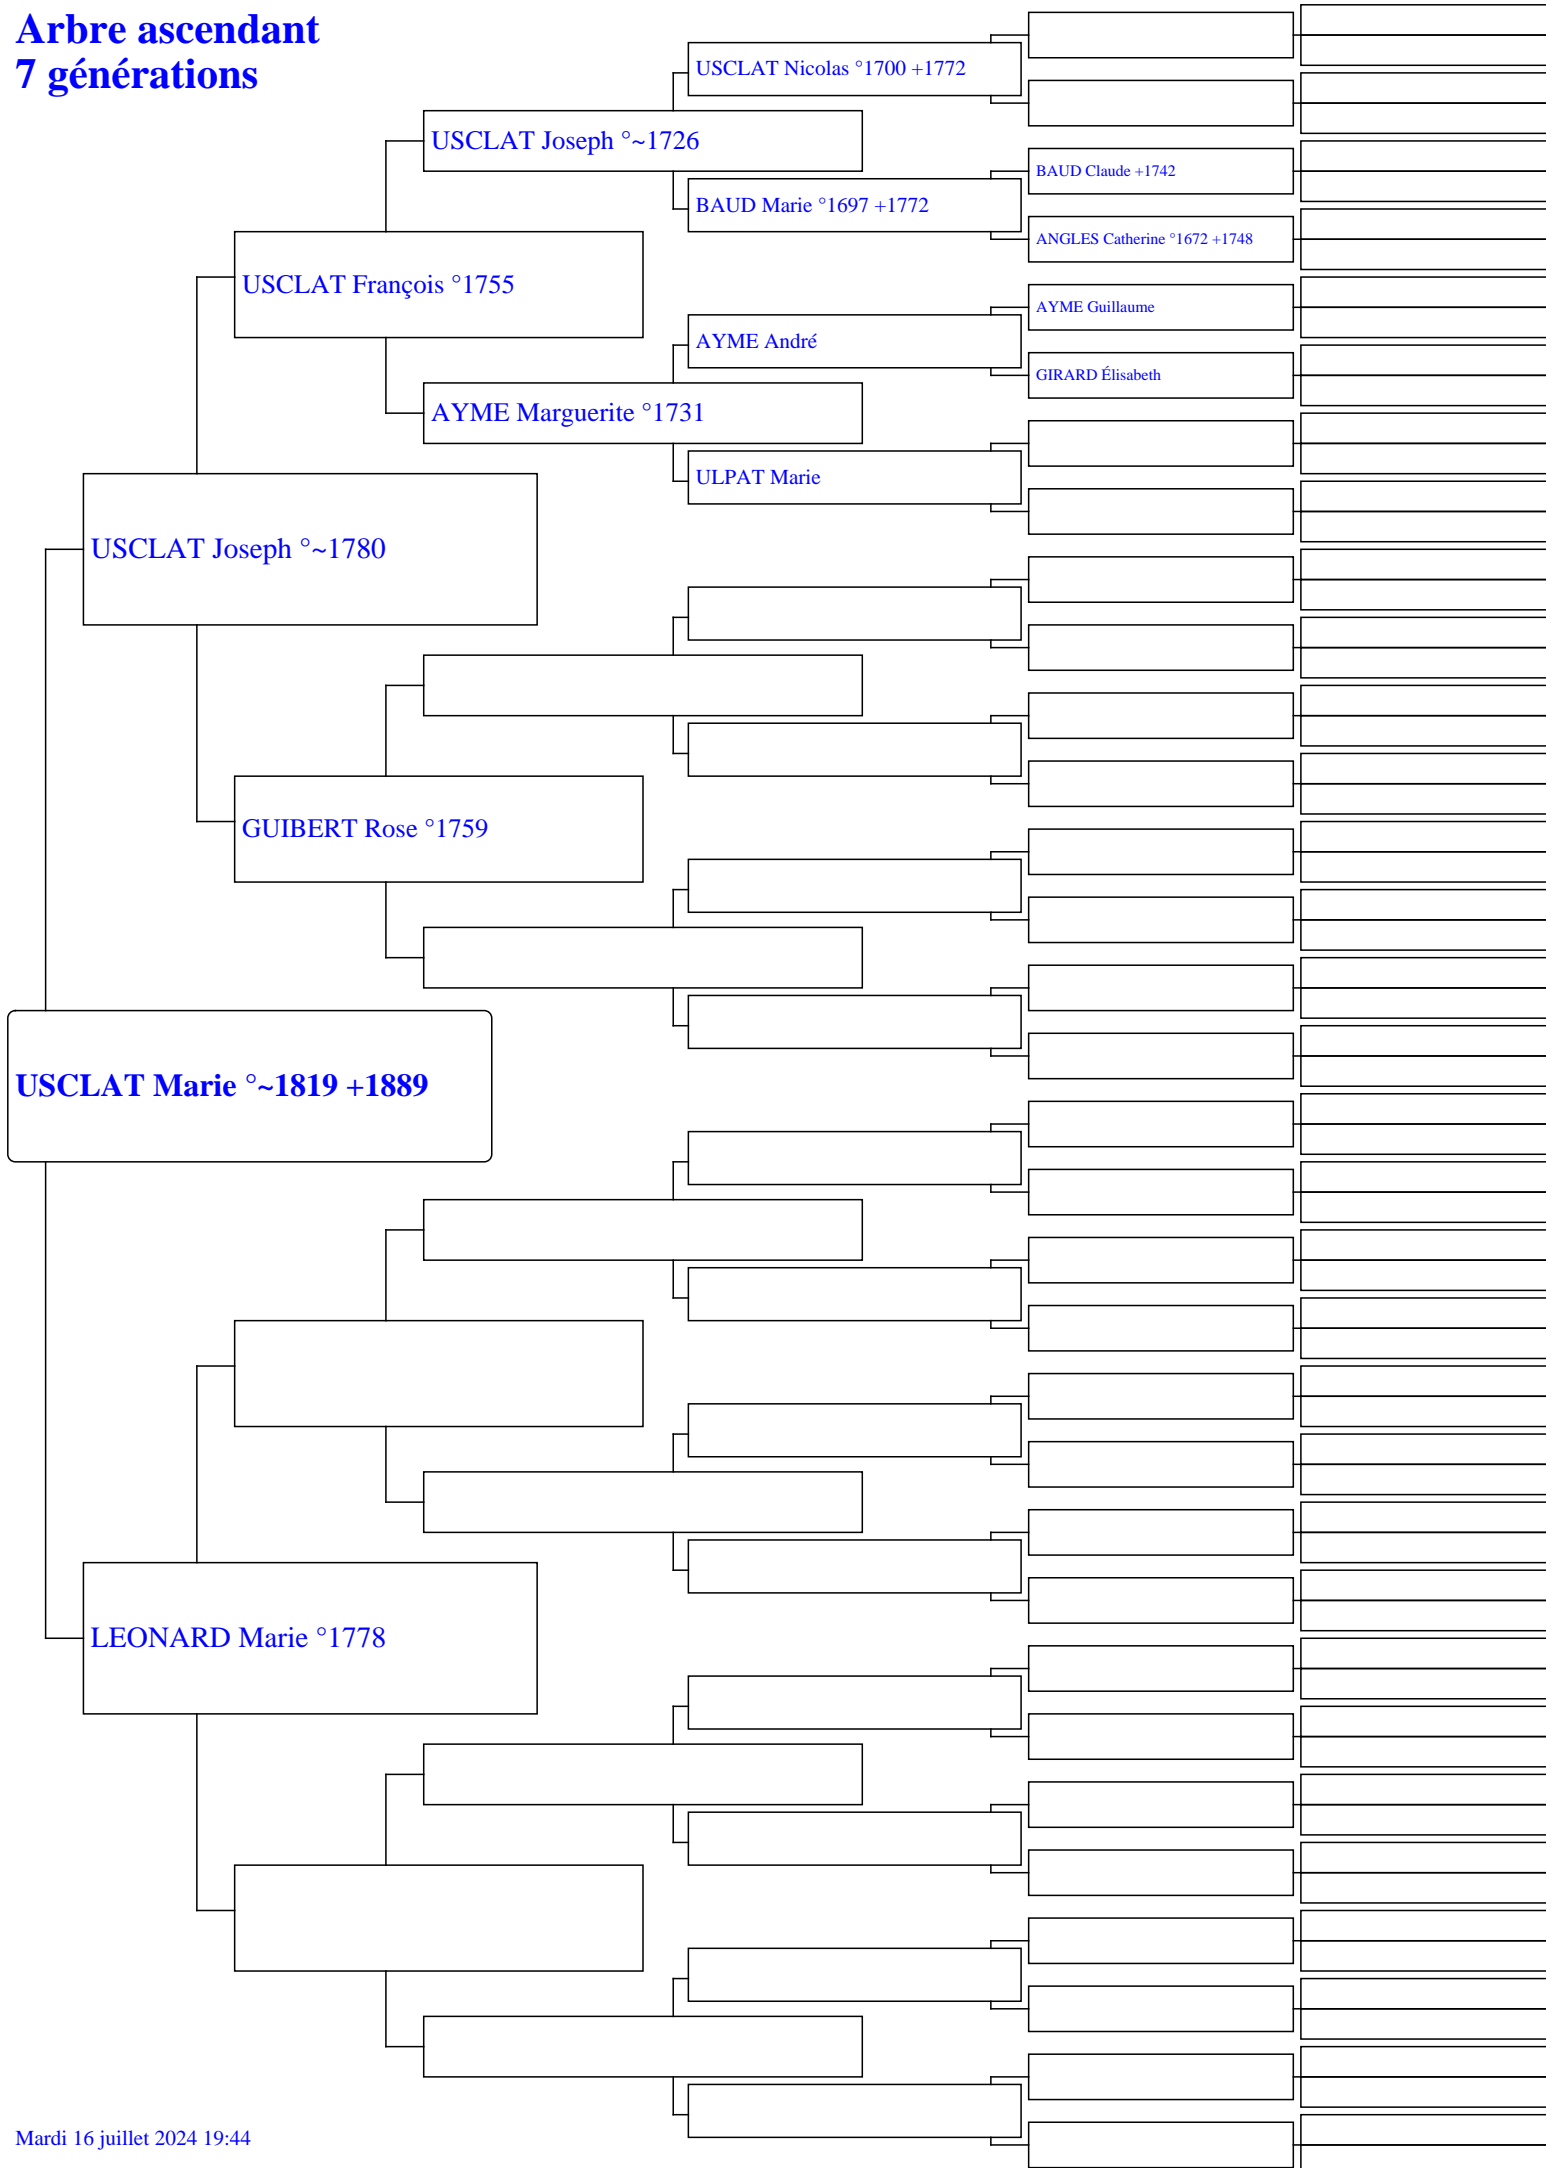 Arbre ascendant
7 générations
USCLAT Nicolas °1700 +1772
USCLAT Joseph °~1726
BAUD Claude +1742
BAUD Marie °1697 +1772
ANGLES Catherine °1672 +1748
USCLAT François °1755
AYME Guillaume
AYME André
GIRARD Élisabeth
AYME Marguerite °1731
ULPAT Marie
USCLAT Joseph °~1780
GUIBERT Rose °1759
USCLAT Marie °~1819 +1889
LEONARD Marie °1778
Mardi 16 juillet 2024 19:44